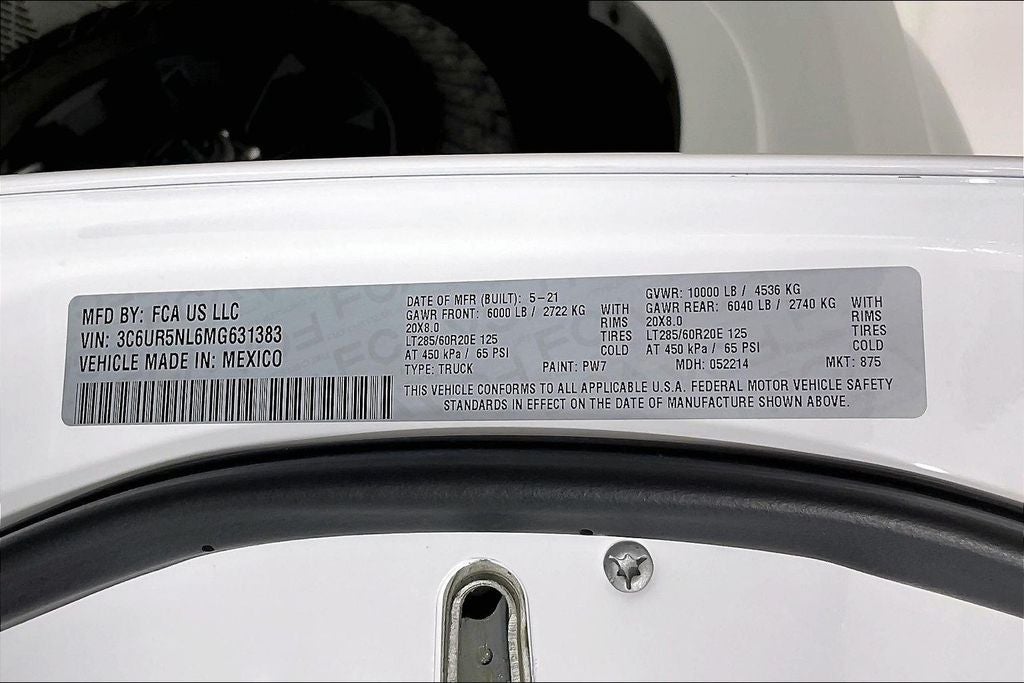 MFD BY: FCA US LLC
VIN: 3C6UR5NL6MG631383
VEHICLE MADE IN: MEXICO
DATE OF MFR (BUILT): 5-21
GAWR FRONT: 6000 LB / 2722 KG WITH
20X8.0 RIMS
LT285/60R20E 125 TIRES
AT 450 kPa / 65 PSI COLD
TYPE: TRUCK PAINT: PW7
GVWR: 10000 LB / 4536 KG
GAWR REAR: 6040 LB / 2740 KG WITH
20X8.0 RIMS
LT285/60R20E 125 TIRES
AT 450 kPa / 65 PSI COLD
MDH: 052214 MKT: 875
THIS VEHICLE CONFORMS TO ALL APPLICABLE U.S.A. FEDERAL MOTOR VEHICLE SAFETY
STANDARDS IN EFFECT ON THE DATE OF MANUFACTURE SHOWN ABOVE.